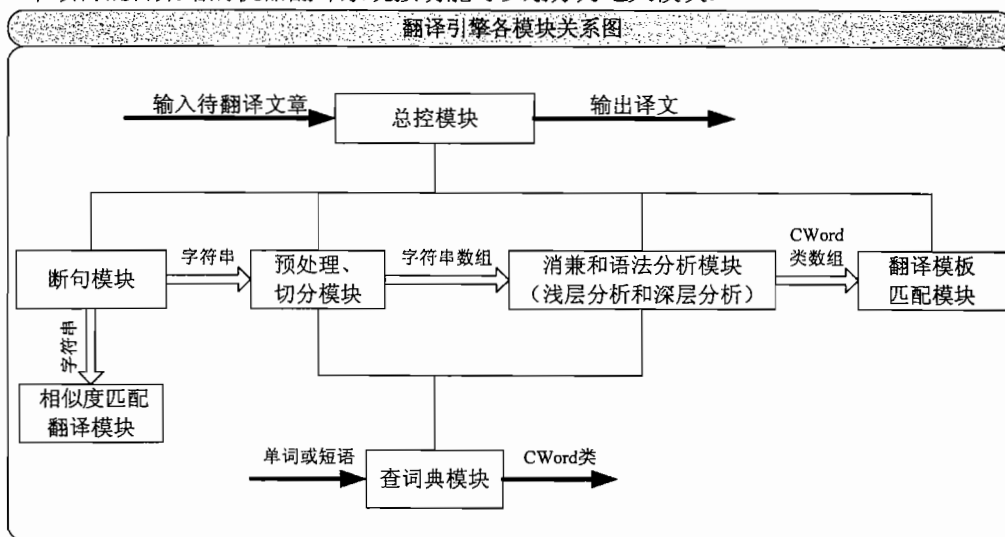 翻译引擎各模块关系图
输入待翻译文章
总控模块
输出译文
断句模块
字符串
预处理、
切分模块
字符串数组
消兼和语法分析模块
（浅层分析和深层分析）
CWord
类数组
翻译模板
匹配模块
字符串
相似度匹配
翻译模块
单词或短语
查词典模块
CWord类